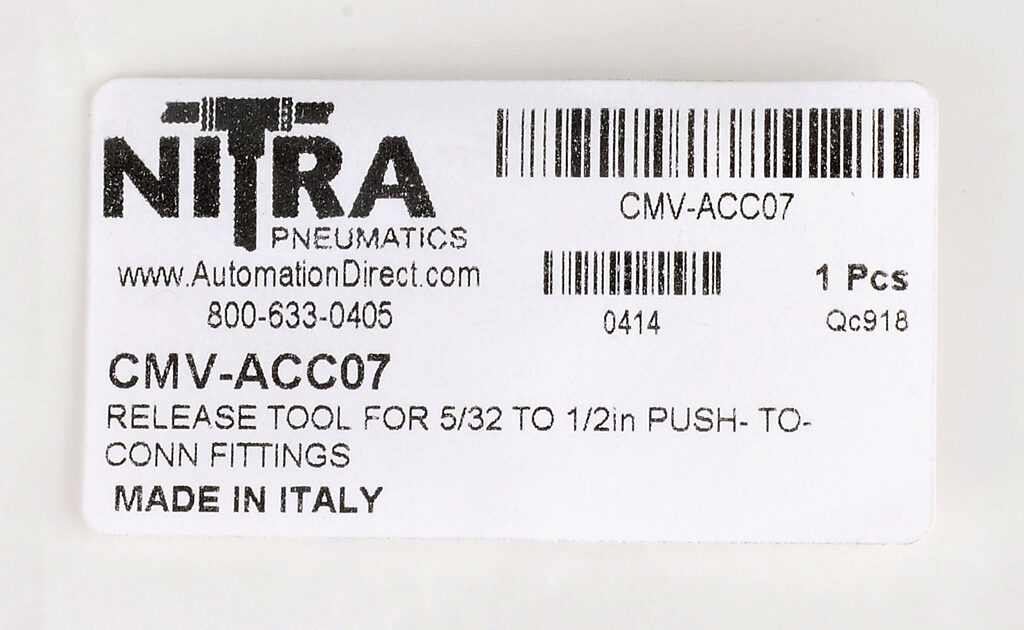 NITRA
PNEUMATICS
www.AutomationDirect.com
800-633-0405
CMV-ACC07
0414
1 Pcs
Qc918
CMV-ACC07
RELEASE TOOL FOR 5/32 TO 1/2in PUSH- TO-
CONN FITTINGS
MADE IN ITALY